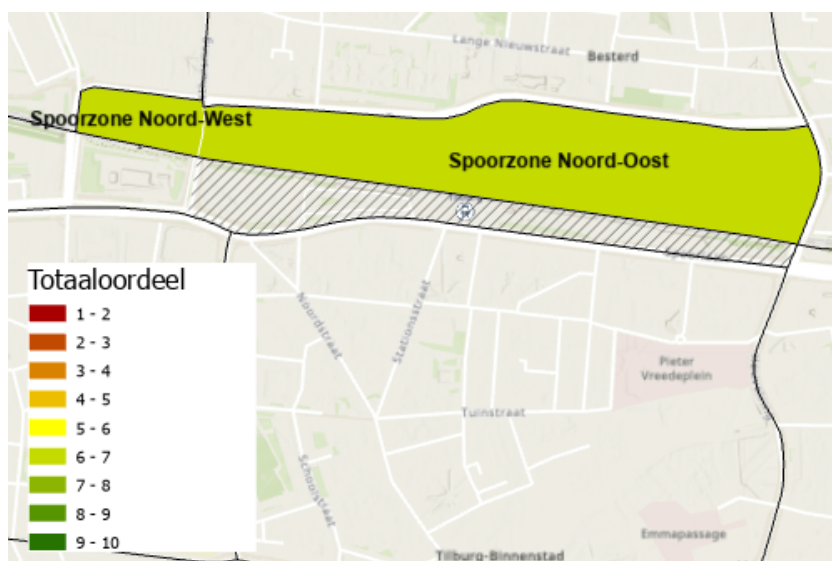 Lange Nieuwstraat
Besterd
Spoorzone Noord-West
Spoorzone Noord-Oost
Totaaloordeel
1 - 2
2 - 3
3 - 4
4 - 5
5 - 6
6 - 7
7 - 8
8 - 9
9 - 10
Noordstraat
Stationsstraat
Pieter
Vreedeplein
Tuinstraat
Schoolstraat
Emmapassage
Tilburg-Binnenstad